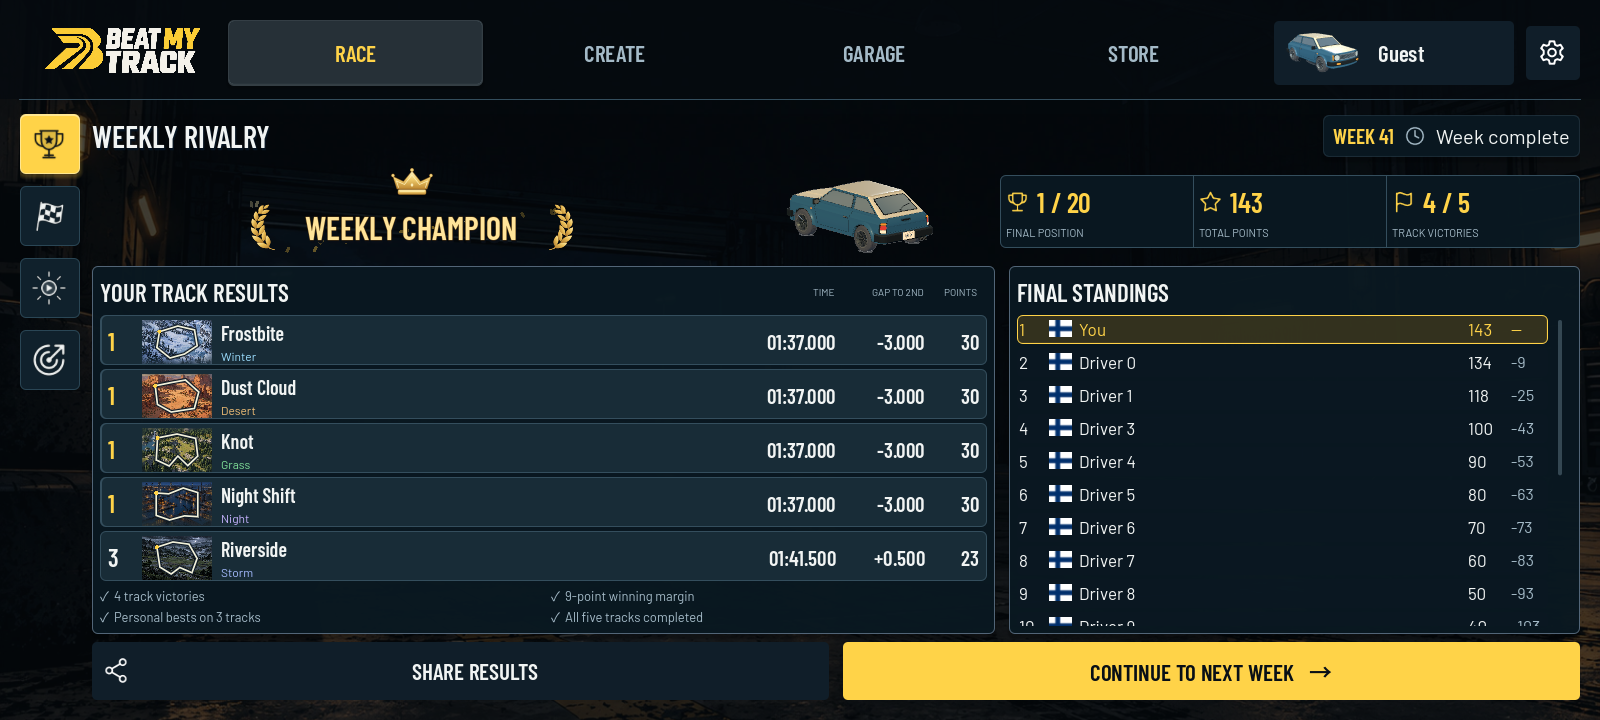 BEAT MY TRACK
RACE
CREATE
GARAGE
STORE
Guest
WEEKLY RIVALRY
WEEK 41 Week complete
WEEKLY CHAMPION
1 / 20
FINAL POSITION
143
TOTAL POINTS
4 / 5
TRACK VICTORIES
YOUR TRACK RESULTS TIME GAP TO 2ND POINTS
1 Frostbite 01:37.000 -3.000 30
Winter
1 Dust Cloud 01:37.000 -3.000 30
Desert
1 Knot 01:37.000 -3.000 30
Grass
1 Night Shift 01:37.000 -3.000 30
Night
3 Riverside 01:41.500 +0.500 23
Storm
✓ 4 track victories
✓ 9-point winning margin
✓ Personal bests on 3 tracks
✓ All five tracks completed
FINAL STANDINGS
1 You 143 –
2 Driver 0 134 -9
3 Driver 1 118 -25
4 Driver 3 100 -43
5 Driver 4 90 -53
6 Driver 5 80 -63
7 Driver 6 70 -73
8 Driver 7 60 -83
9 Driver 8 50 -93
10 Driver 9 40 -103
SHARE RESULTS
CONTINUE TO NEXT WEEK →